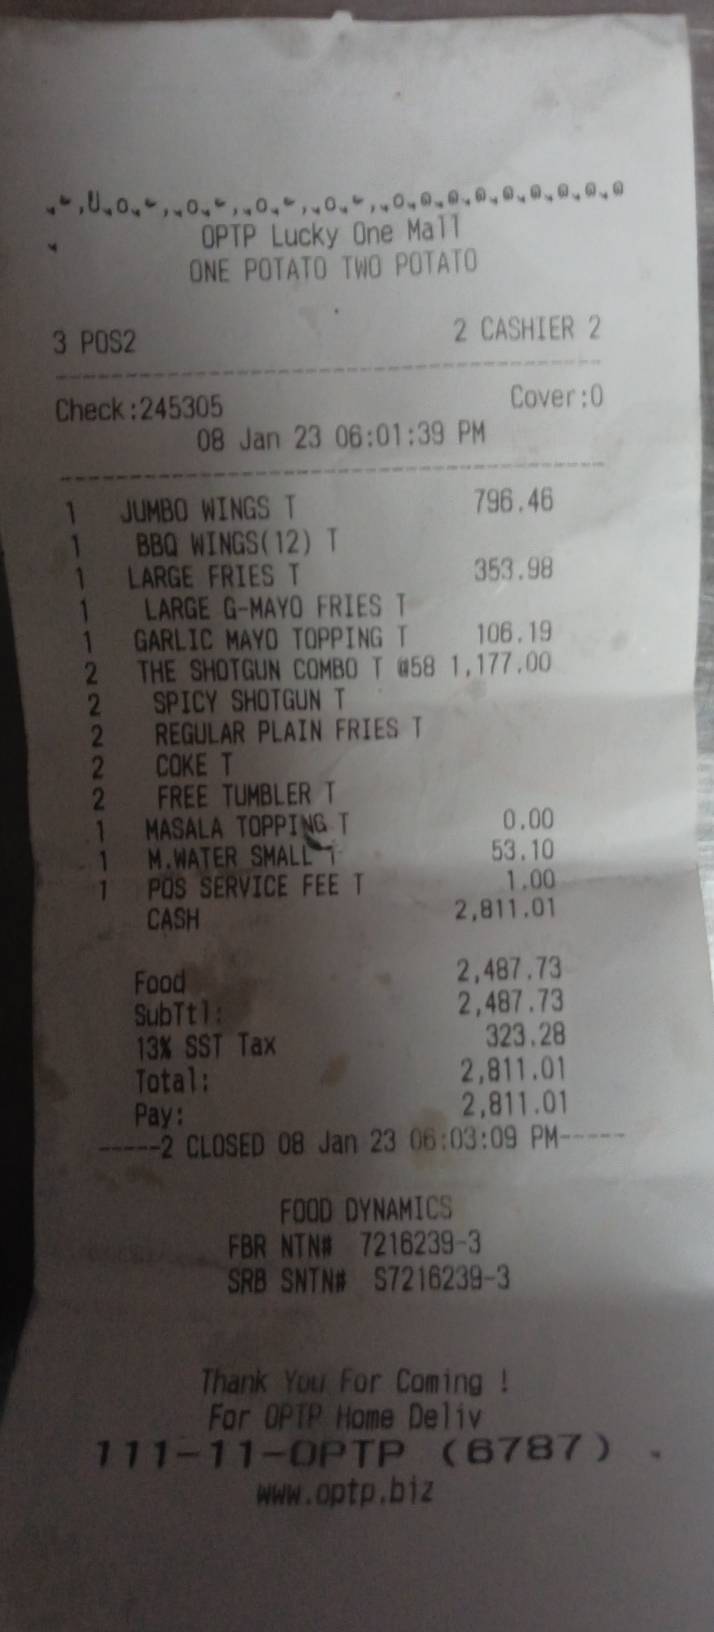 OPTP Lucky One Mall
ONE POTATO TWO POTATO
3 POS2 2 CASHIER 2
Check:245305 Cover:0
08 Jan 23 06:01:39 PM
1 JUMBO WINGS T 796.46
1 BBQ WINGS(12) T
1 LARGE FRIES T 353.98
1 LARGE G-MAYO FRIES T
1 GARLIC MAYO TOPPING T 106.19
2 THE SHOTGUN COMBO T @58 1,177.00
2 SPICY SHOTGUN T
2 REGULAR PLAIN FRIES T
2 COKE T
2 FREE TUMBLER T
1 MASALA TOPPING T 0.00
1 M.WATER SMALL T 53.10
1 POS SERVICE FEE T 1.00
CASH 2,811.01
Food 2,487.73
SubTtl: 2,487.73
13% SST Tax 323.28
Total: 2,811.01
Pay: 2,811.01
-----2 CLOSED 08 Jan 23 06:03:09 PM-----
FOOD DYNAMICS
FBR NTN# 7216239-3
SRB SNTN# S7216239-3
Thank You For Coming !
For OPTP Home Deliv
111-11-OPTP (6787) .
www.optp.biz